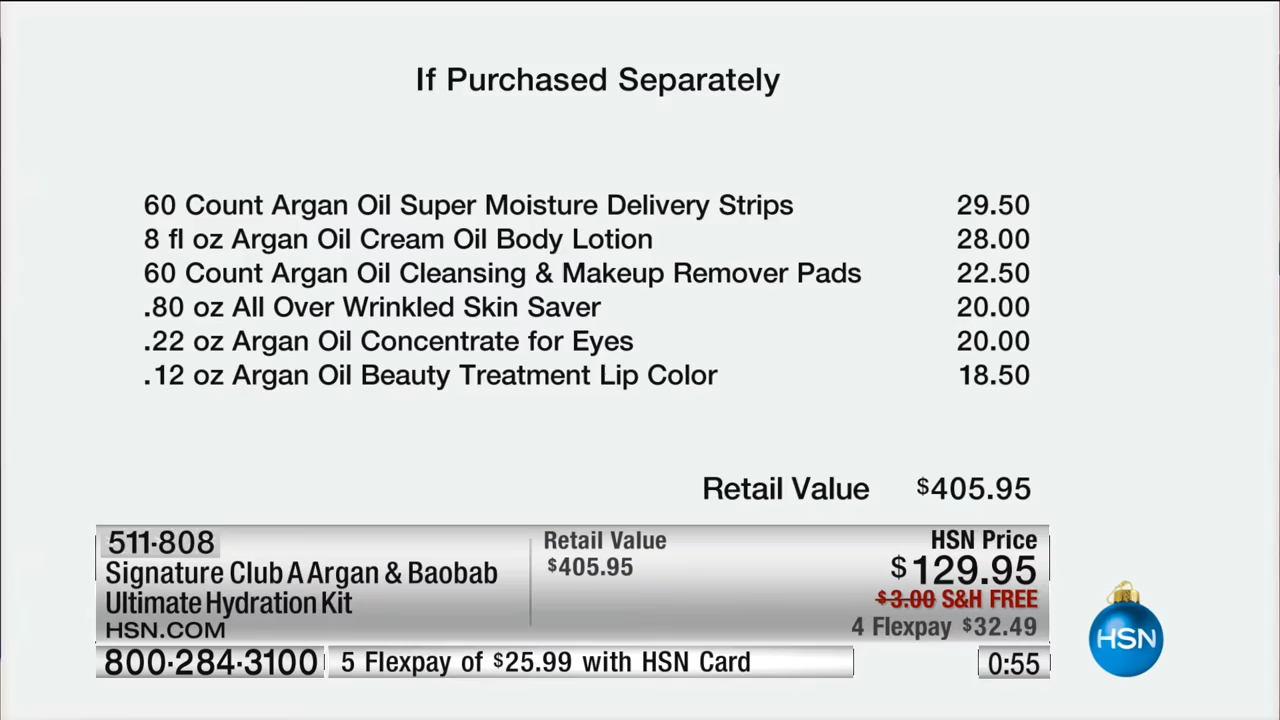 If Purchased Separately
60 Count Argan Oil Super Moisture Delivery Strips 29.50
8 fl oz Argan Oil Cream Oil Body Lotion 28.00
60 Count Argan Oil Cleansing & Makeup Remover Pads 22.50
.80 oz All Over Wrinkled Skin Saver 20.00
.22 oz Argan Oil Concentrate for Eyes 20.00
.12 oz Argan Oil Beauty Treatment Lip Color 18.50
Retail Value $405.95
511·808
Signature Club A Argan & Baobab
Ultimate Hydration Kit
HSN.COM
Retail Value
$405.95
HSN Price
$129.95
$3.00 S&H FREE
4 Flexpay $32.49
800·284·3100
5 Flexpay of $25.99 with HSN Card
0:55
HSN